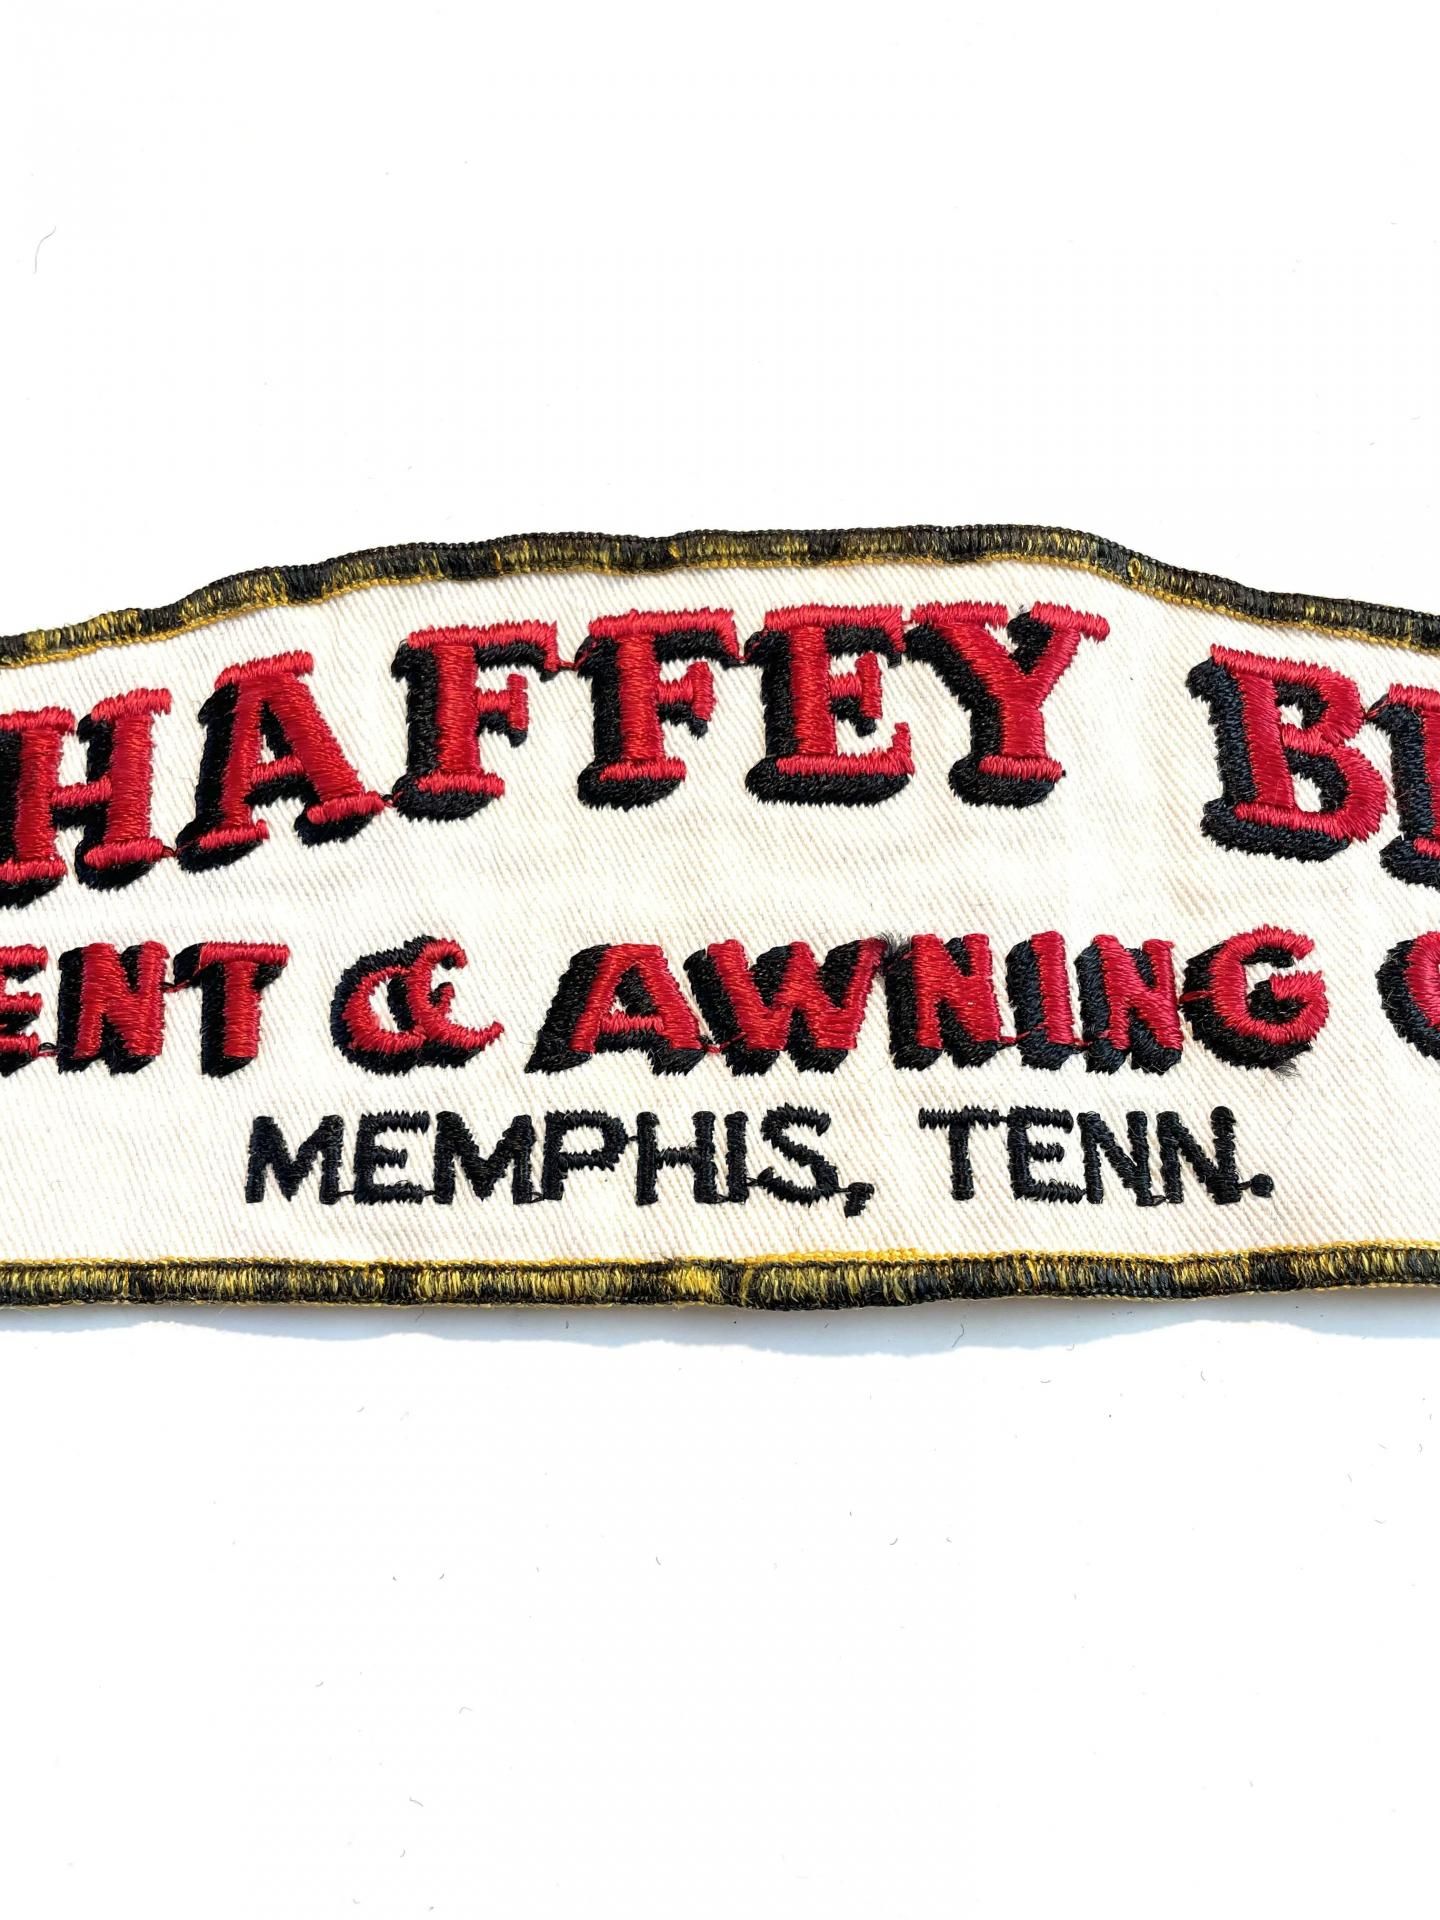 HAFFEY B
ENT & AWNING
MEMPHIS, TENN.